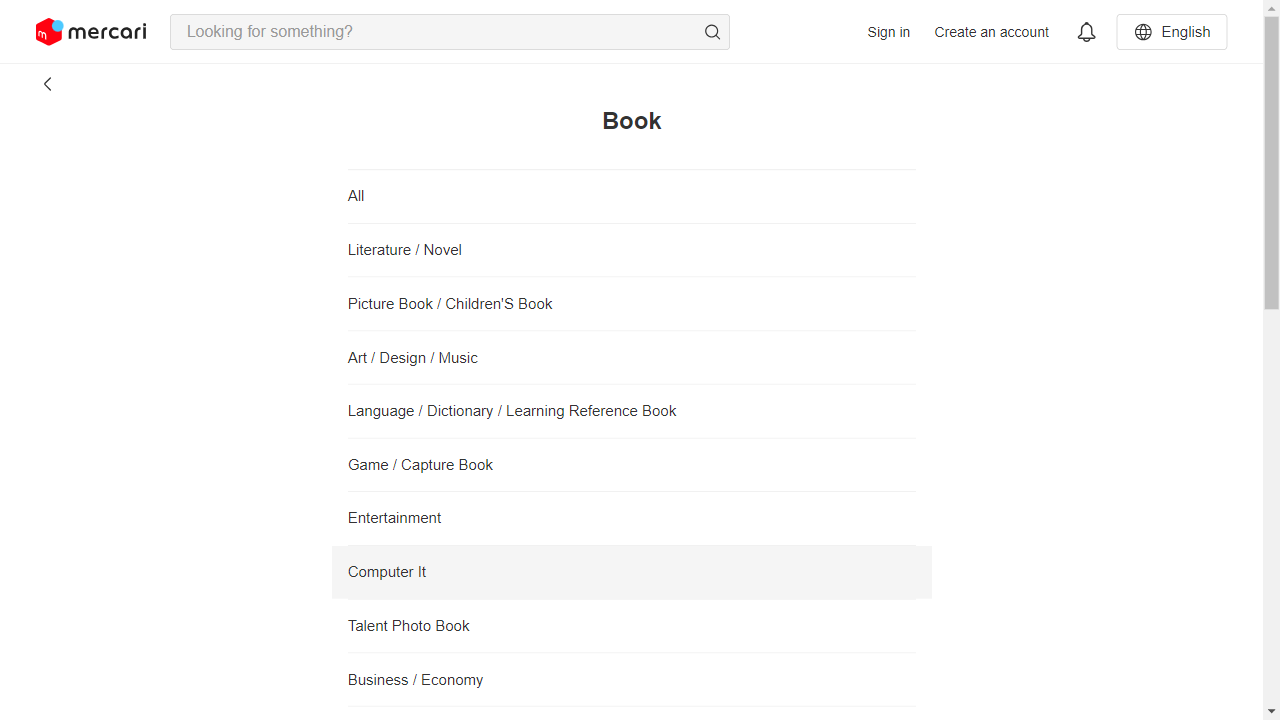 mercari
Looking for something?
Sign in
Create an account
English
Book
All
Literature / Novel
Picture Book / Children'S Book
Art / Design / Music
Language / Dictionary / Learning Reference Book
Game / Capture Book
Entertainment
Computer It
Talent Photo Book
Business / Economy